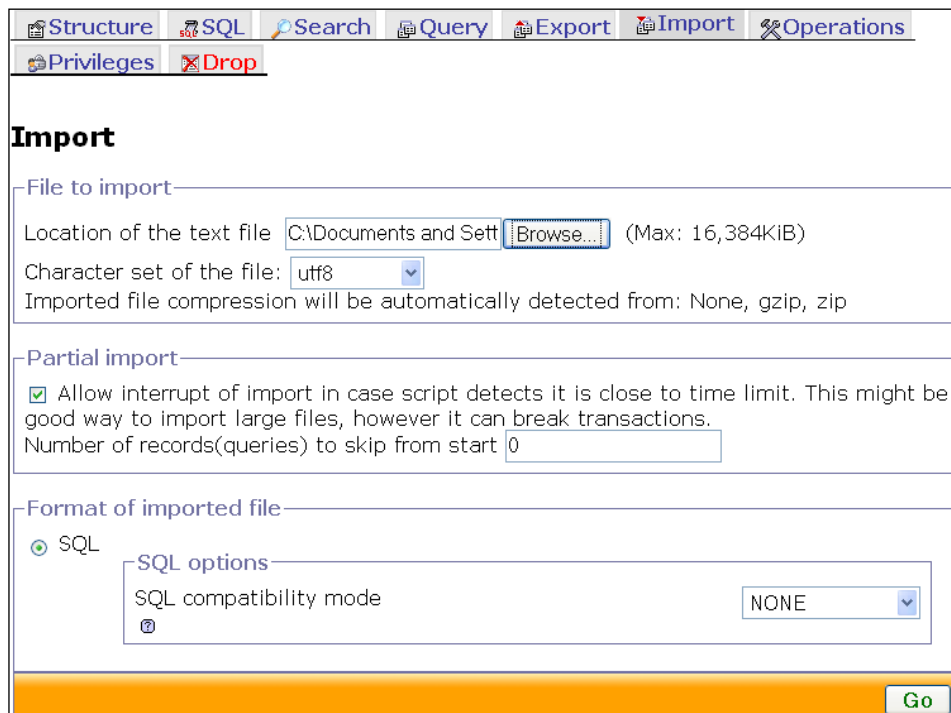 Structure SQL Search Query Export Import Operations
Privileges Drop
Import
File to import
Location of the text file C:\Documents and Sett Browse... (Max: 16,384KiB)
Character set of the file: utf8
Imported file compression will be automatically detected from: None, gzip, zip
Partial import
Allow interrupt of import in case script detects it is close to time limit. This might be
good way to import large files, however it can break transactions.
Number of records(queries) to skip from start 0
Format of imported file
SQL
SQL options
SQL compatibility mode NONE
?
Go